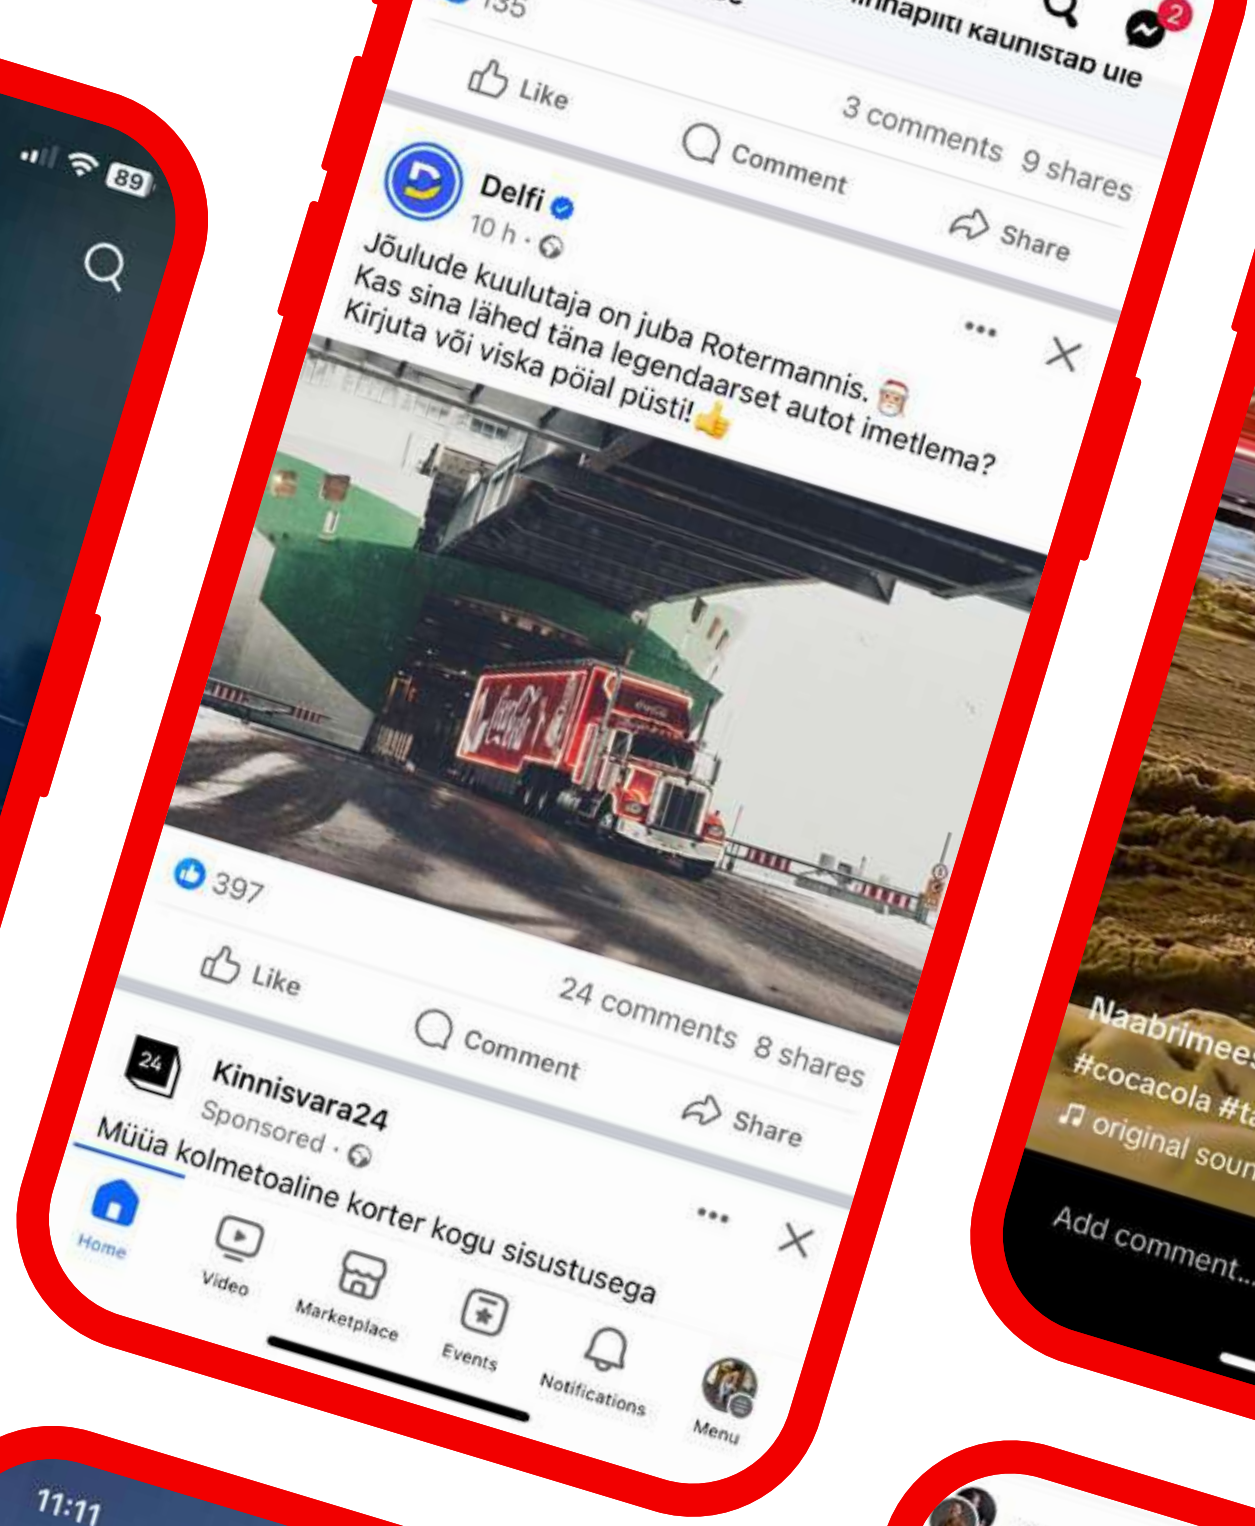 89
135
kaunistab üle
2
3 comments 9 shares
Like
Comment
Share
Delfi
10 h ·
Jõulude kuulutaja on juba Rotermannis. 🎅
Kas sina lähed täna legendaarset autot imetlema?
Kirjuta või viska pöial püsti!👍
Coca-Cola
397
24 comments 8 shares
Like
Comment
Share
24
Kinnisvara24
Sponsored ·
Müüa kolmetoaline korter kogu sisustusega
Home
Video
Marketplace
Events
Notifications
Menu
Naabrimees
#cocacola
original soun
Add comment...
11:11